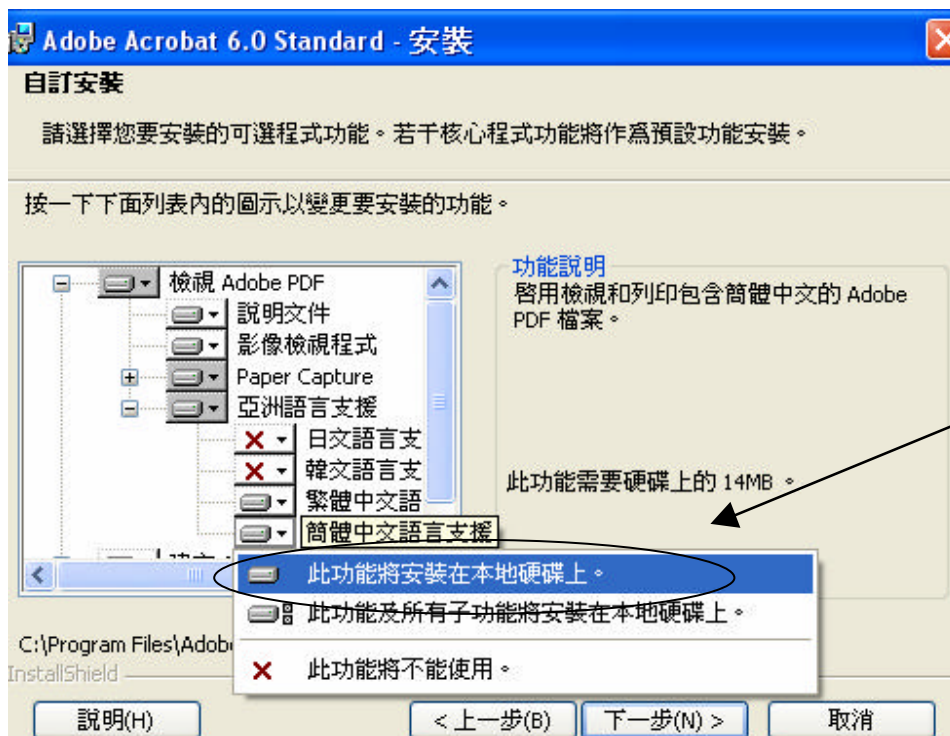 Adobe Acrobat 6.0 Standard - 安裝
自訂安裝
請選擇您要安裝的可選程式功能。若干核心程式功能將作爲預設功能安裝。
按一下下面列表內的圖示以變更要安裝的功能。
檢視 Adobe PDF
說明文件
影像檢視程式
Paper Capture
亞洲語言支援
日文語言支
韓文語言支
繁體中文語
簡體中文語言支援
功能說明
啓用檢視和列印包含簡體中文的 Adobe
PDF 檔案。
此功能需要硬碟上的 14MB 。
此功能將安裝在本地硬碟上。
此功能及所有子功能將安裝在本地硬碟上。
此功能將不能使用。
C:\Program Files\Adob
InstallShield
說明(H)
< 上一步(B)
下一步(N) >
取消